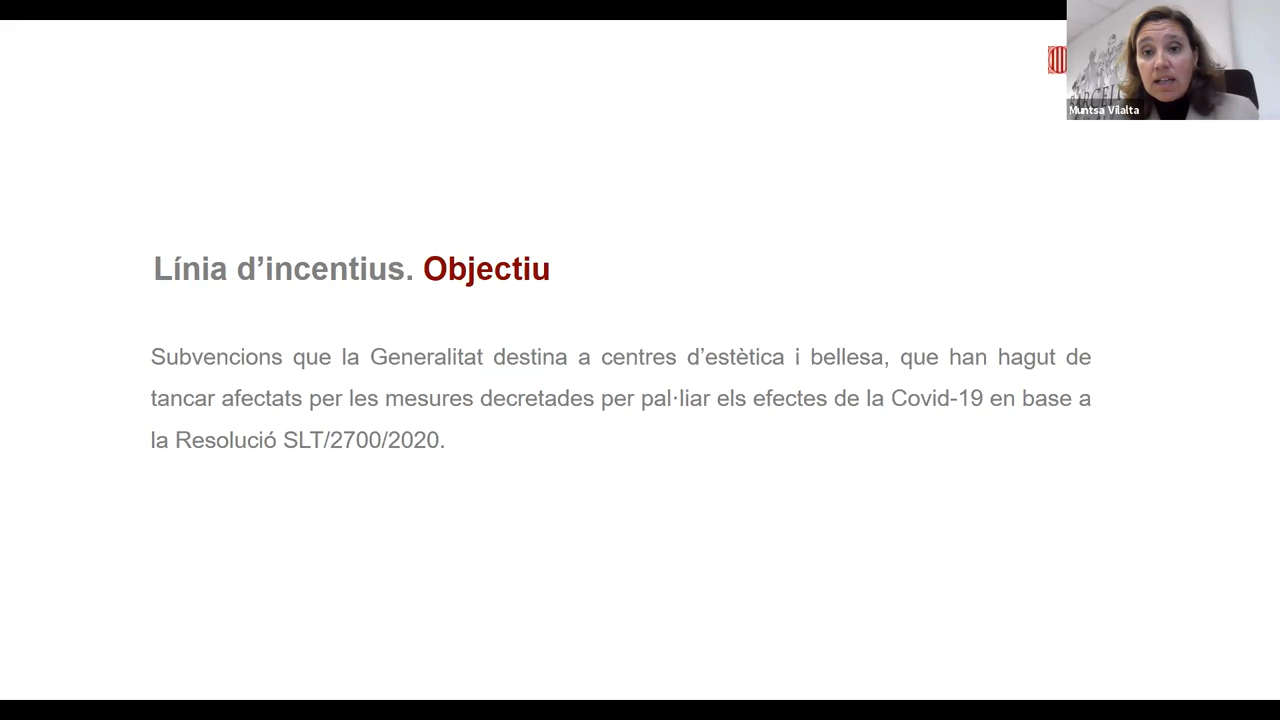 Muntsa Vilalta
Línia d’incentius. Objectiu
Subvencions que la Generalitat destina a centres d’estètica i bellesa, que han hagut de
tancar afectats per les mesures decretades per pal·liar els efectes de la Covid-19 en base a
la Resolució SLT/2700/2020.